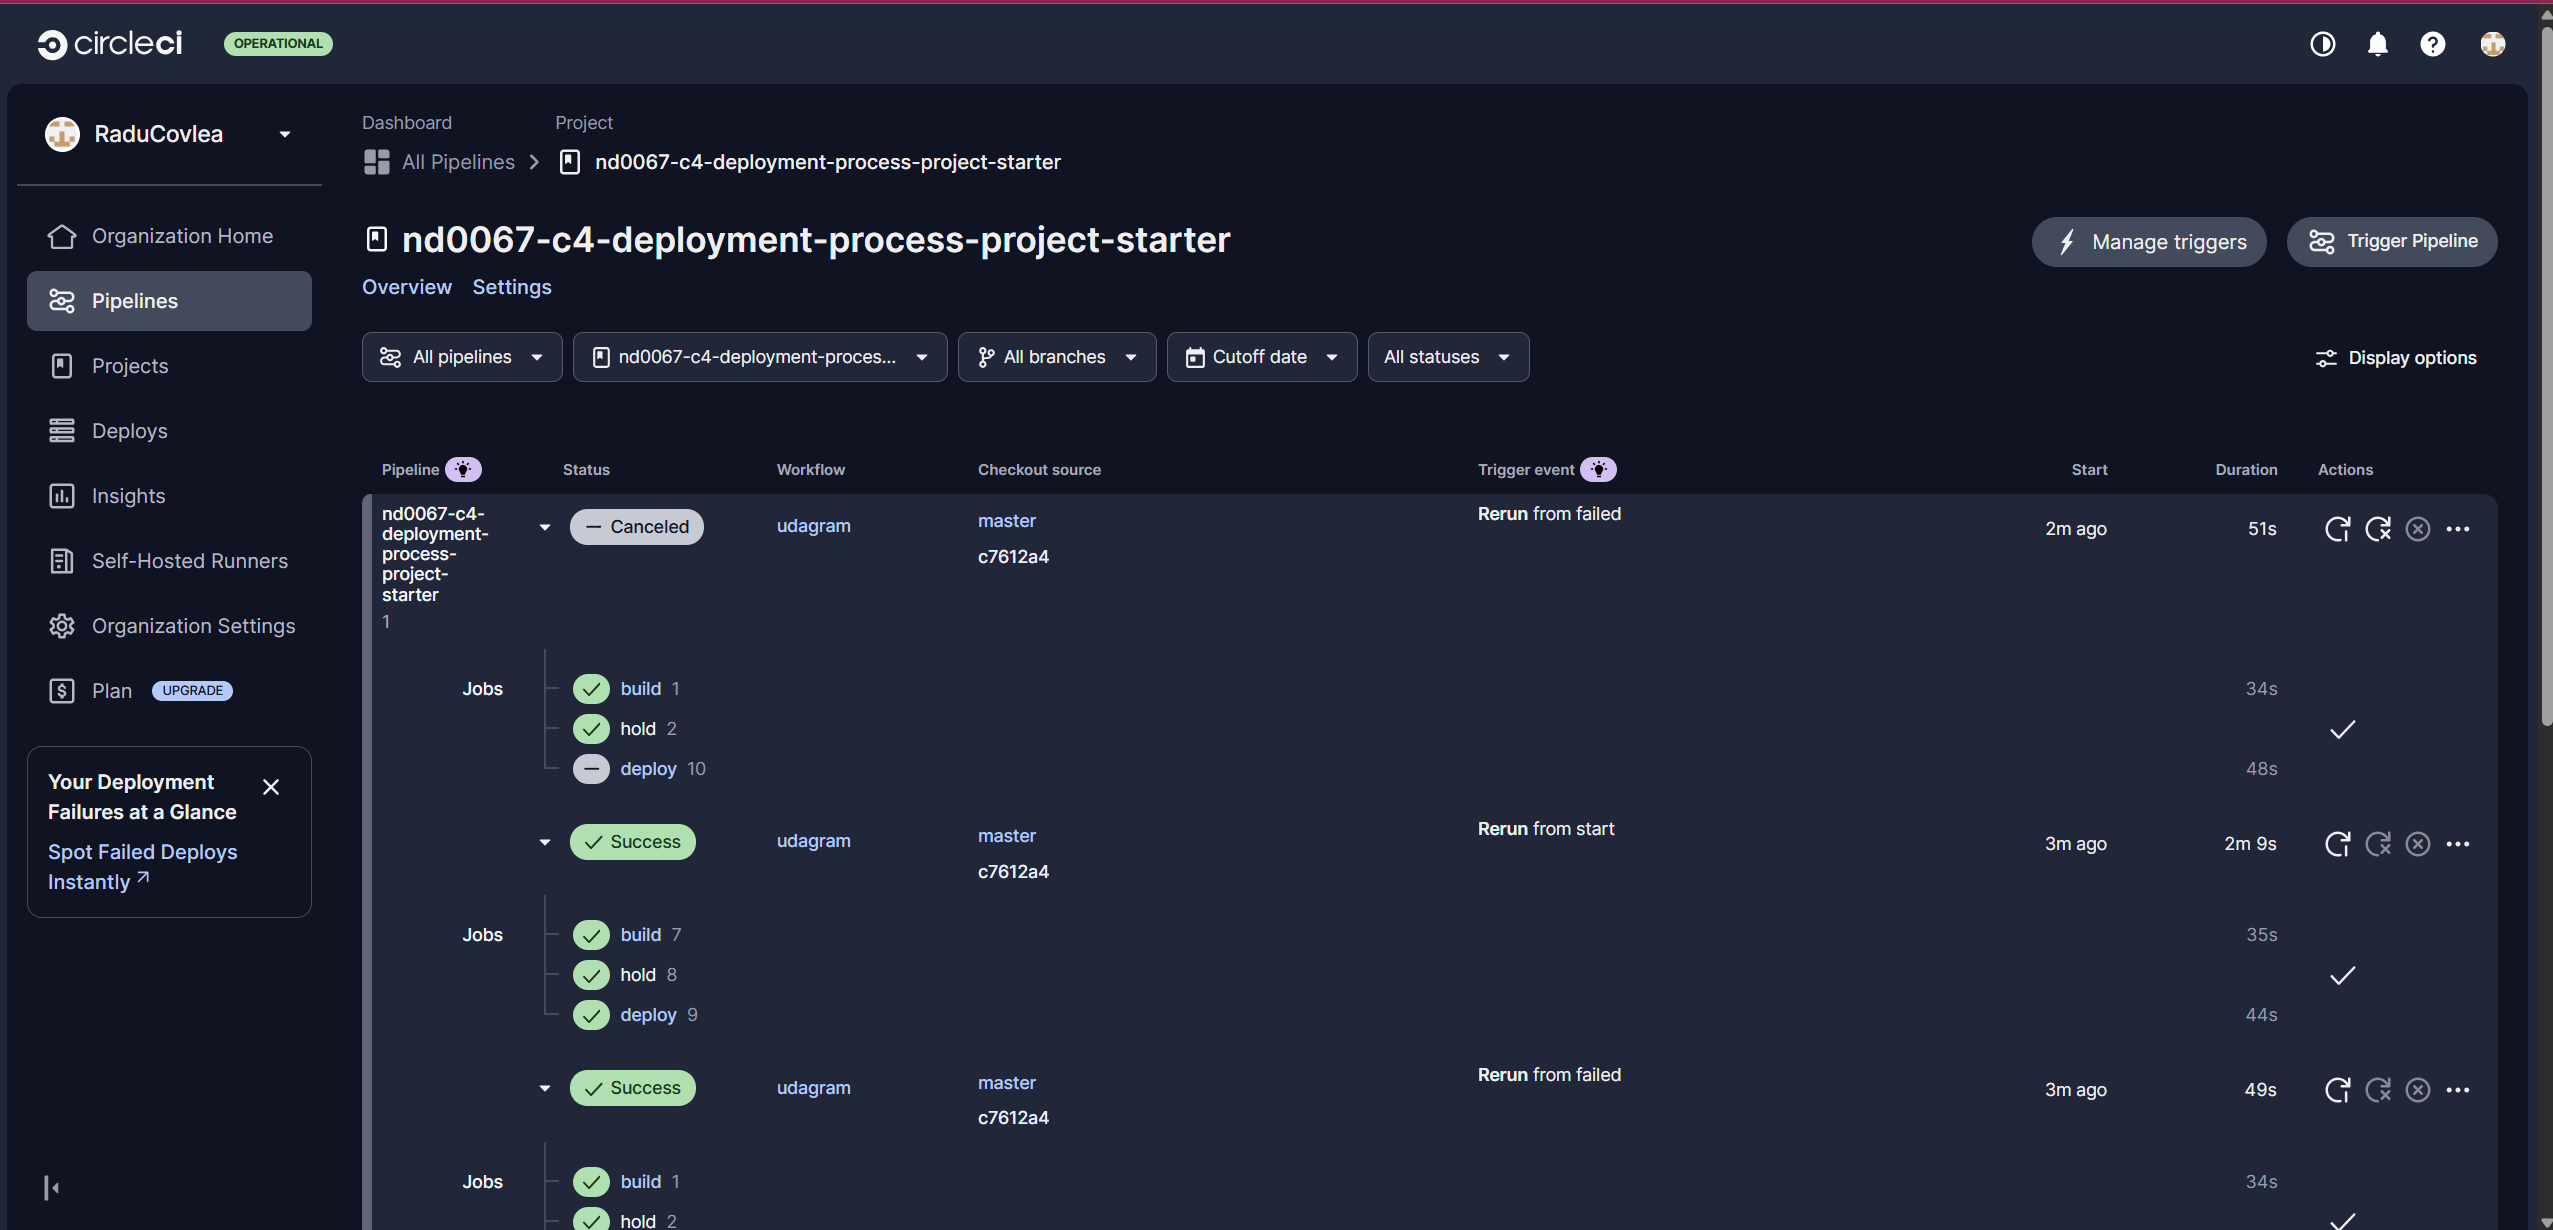 circleci
OPERATIONAL
RaduCovlea
Organization Home
Pipelines
Projects
Deploys
Insights
Self-Hosted Runners
Organization Settings
Plan UPGRADE
Your Deployment
Failures at a Glance
Spot Failed Deploys
Instantly
Dashboard Project
All Pipelines nd0067-c4-deployment-process-project-starter
nd0067-c4-deployment-process-project-starter
Manage triggers
Trigger Pipeline
Overview Settings
All pipelines
nd0067-c4-deployment-proces...
All branches
Cutoff date
All statuses
Display options
Pipeline Status Workflow Checkout source Trigger event Start Duration Actions
nd0067-c4-
deployment-
process-
project-
starter
1
Canceled udagram master Rerun from failed 2m ago 51s
c7612a4
Jobs build 1 34s
hold 2
deploy 10 48s
Success udagram master Rerun from start 3m ago 2m 9s
c7612a4
Jobs build 7 35s
hold 8
deploy 9 44s
Success udagram master Rerun from failed 3m ago 49s
c7612a4
Jobs build 1 34s
hold 2